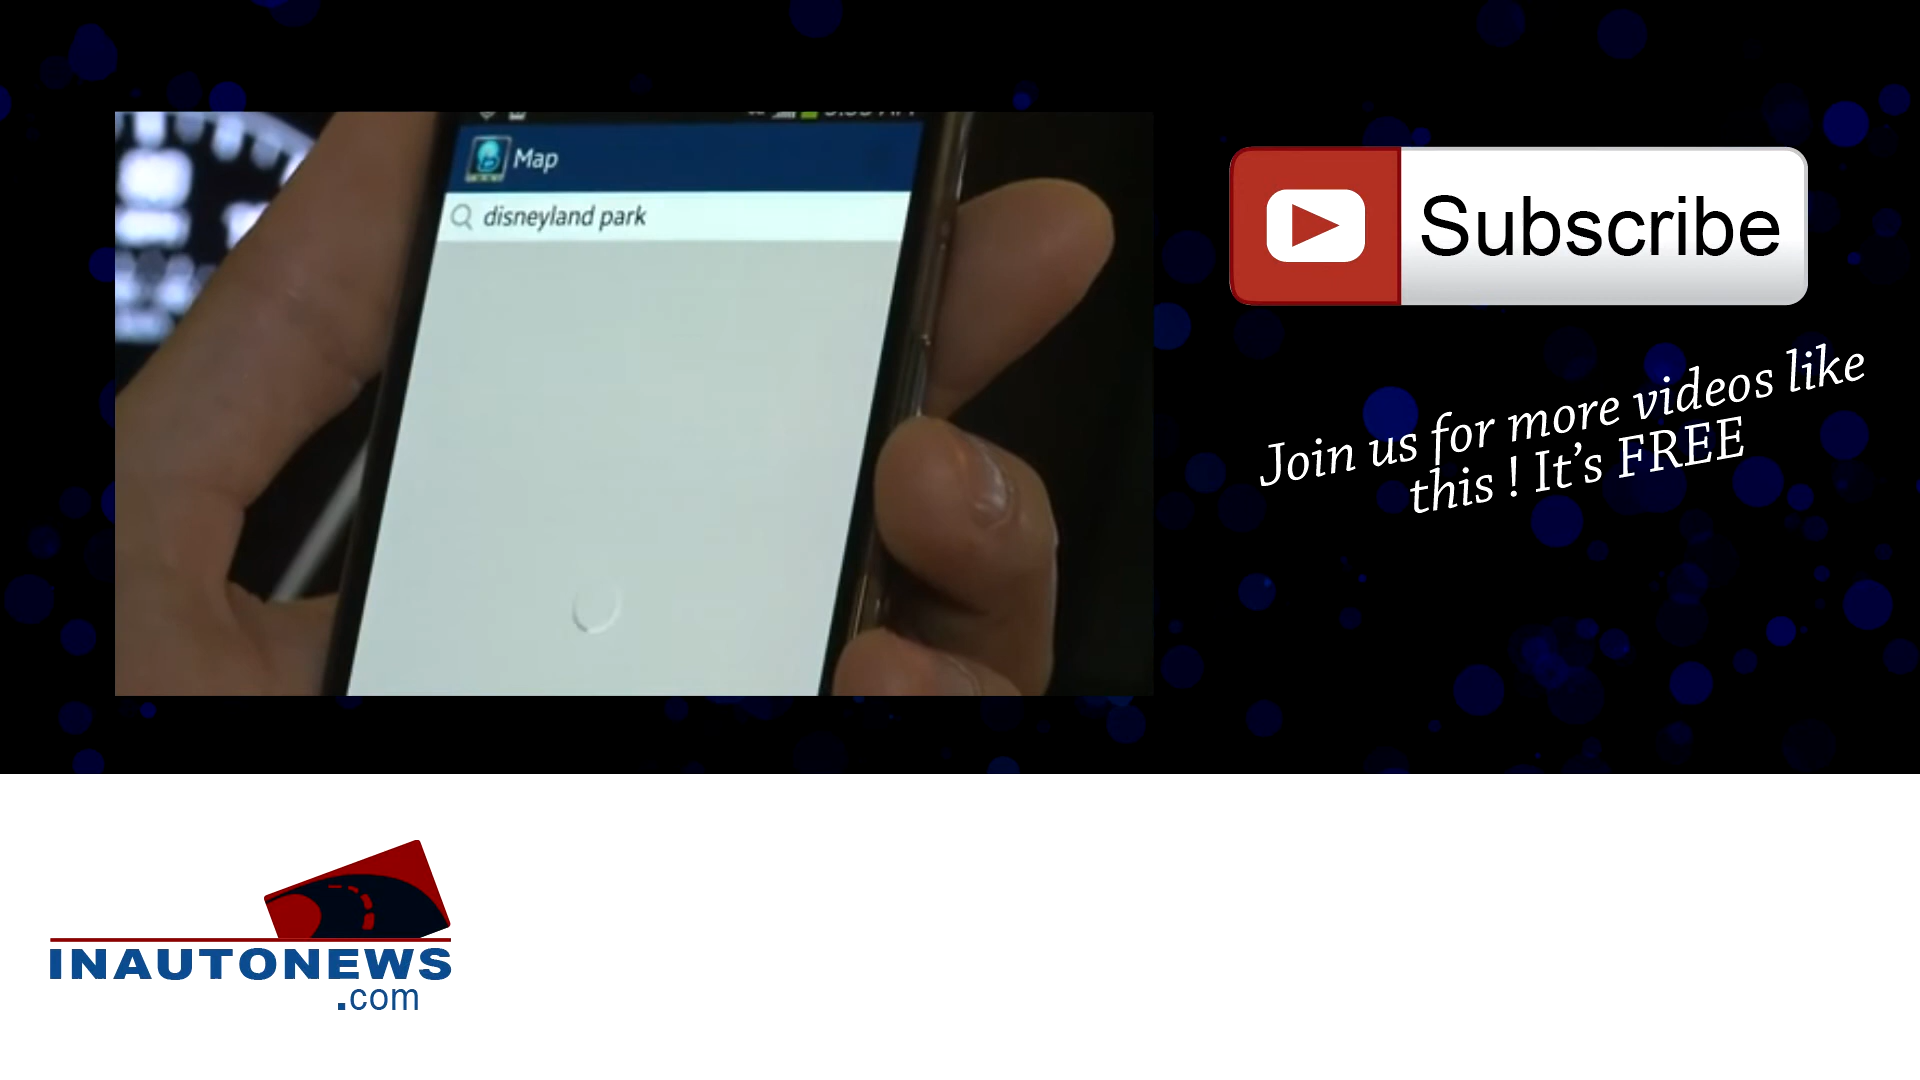 Map
disneyland park
Subscribe
Join us for more videos like
this ! It's FREE
INAUTONEWS
.com